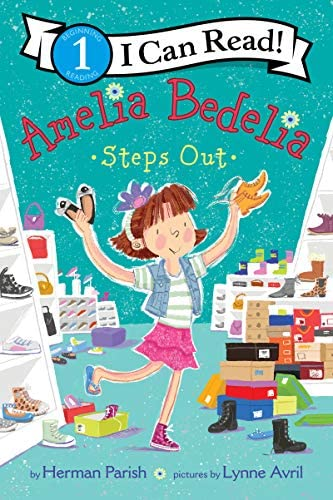 BEGINNING
1
READING
I Can Read!
Amelia Bedelia
• Steps Out •
by Herman Parish pictures by Lynne Avril